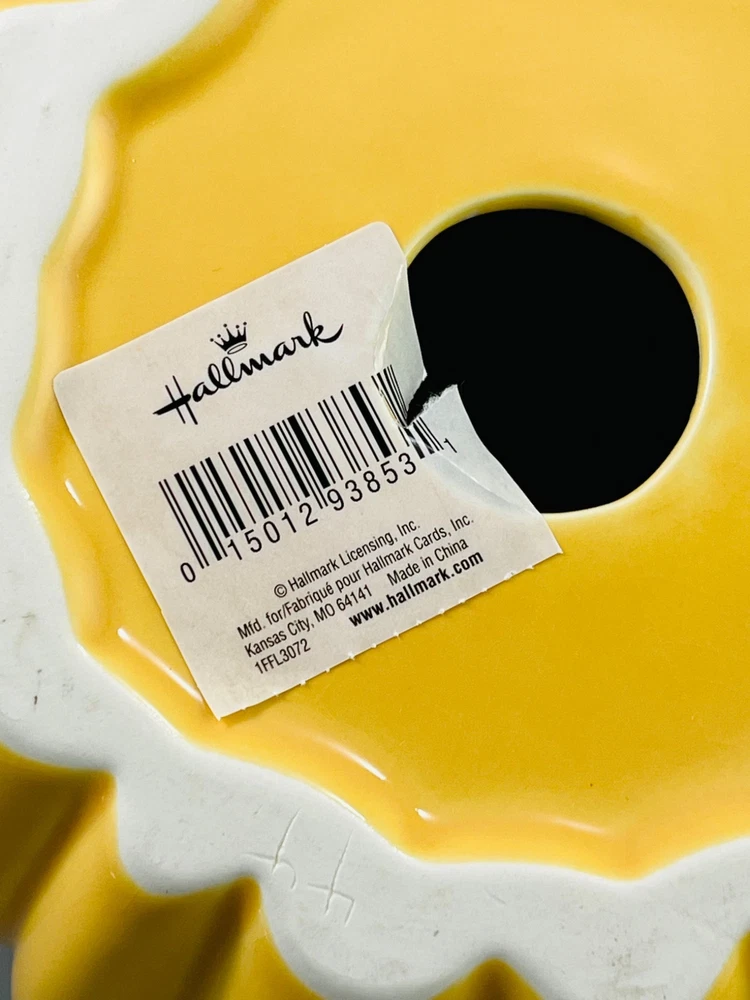 Hallmark
0 15012 93853 1
© Hallmark Licensing, Inc.
Mfd. for/Fabriqué pour Hallmark Cards, Inc.
Kansas City, MO 64141 Made in China
1FFL3072 www.hallmark.com